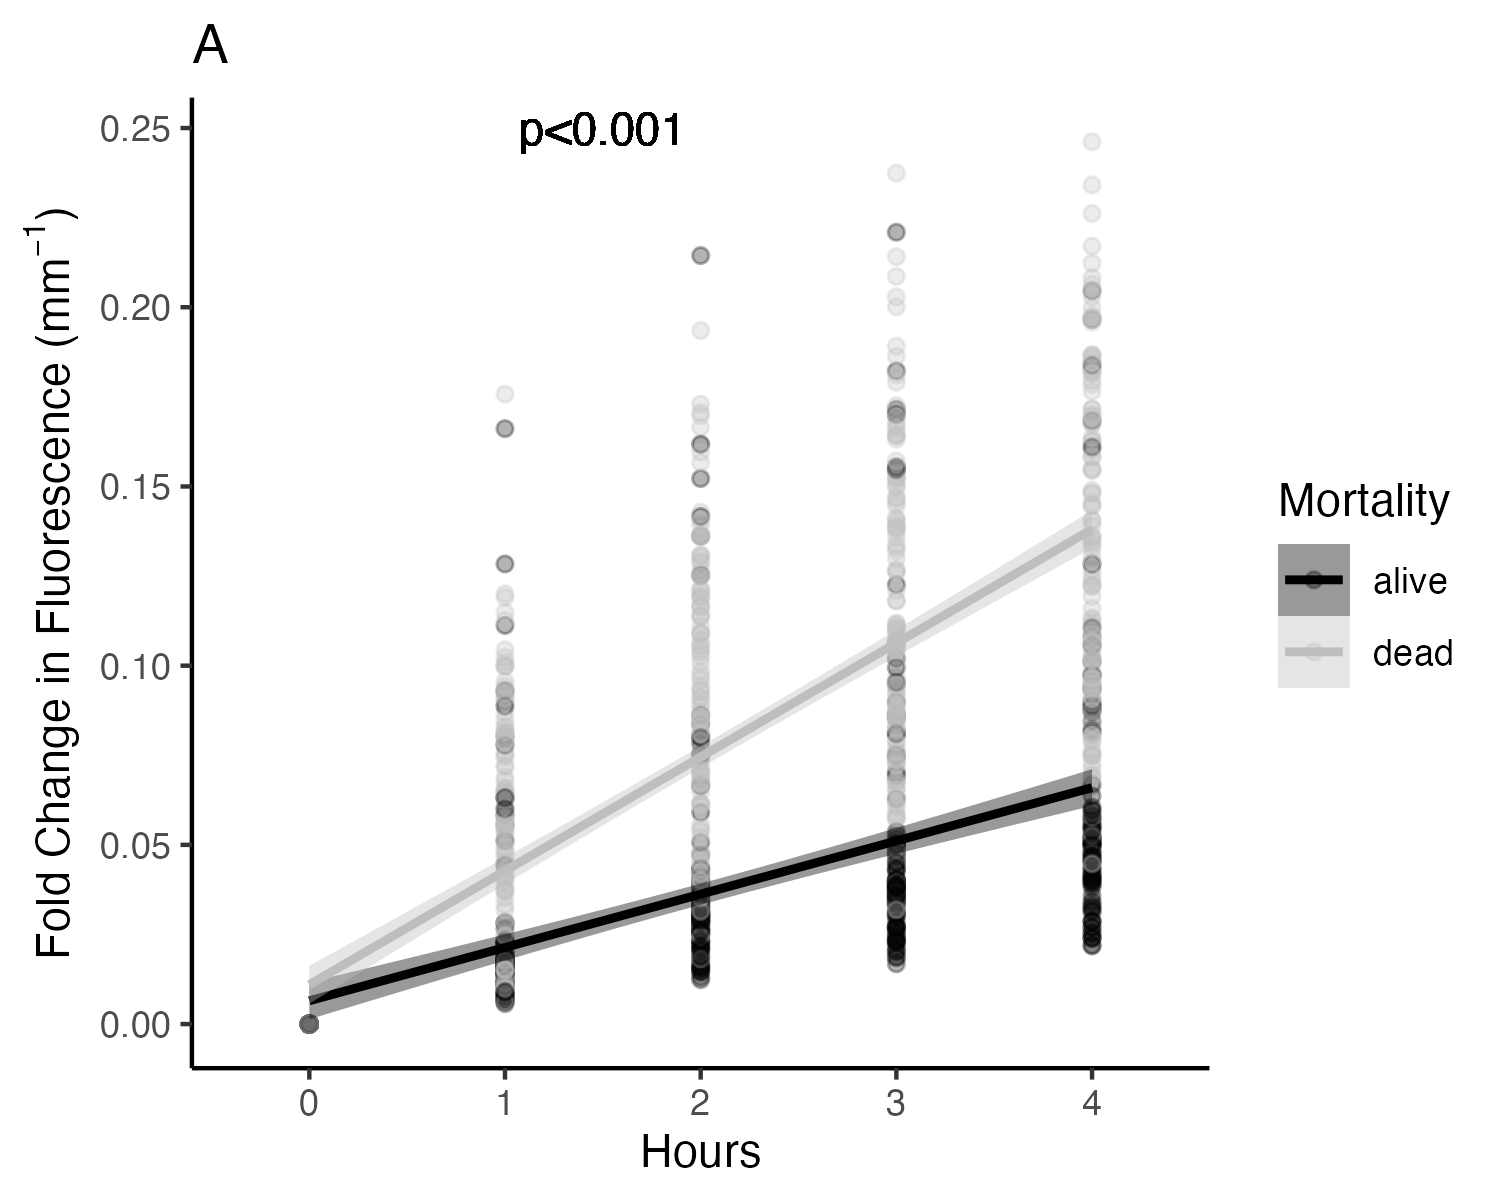 A
p<0.001
Fold Change in Fluorescence (mm⁻¹)
0.25
0.20
0.15
0.10
0.05
0.00
0 1 2 3 4
Hours
Mortality
alive
dead